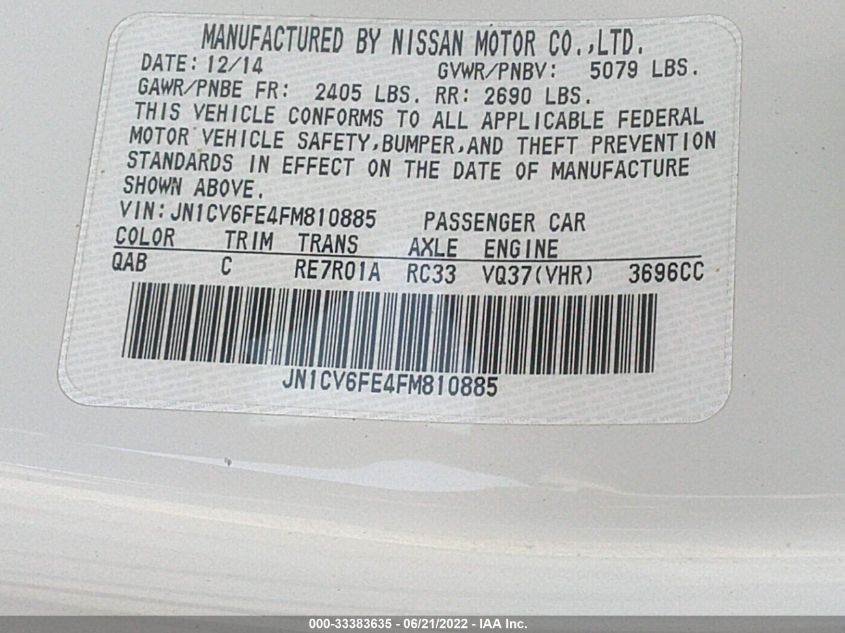 MANUFACTURED BY NISSAN MOTOR CO.,LTD.
DATE: 12/14 GVWR/PNBV: 5079 LBS.
GAWR/PNBE FR: 2405 LBS. RR: 2690 LBS.
THIS VEHICLE CONFORMS TO ALL APPLICABLE FEDERAL
MOTOR VEHICLE SAFETY,BUMPER,AND THEFT PREVENTION
STANDARDS IN EFFECT ON THE DATE OF MANUFACTURE
SHOWN ABOVE.
VIN:JN1CV6FE4FM810885 PASSENGER CAR
COLOR TRIM TRANS AXLE ENGINE
QAB C RE7R01A RC33 VQ37(VHR) 3696CC
JN1CV6FE4FM810885
000-33383635 - 06/21/2022 - IAA Inc.